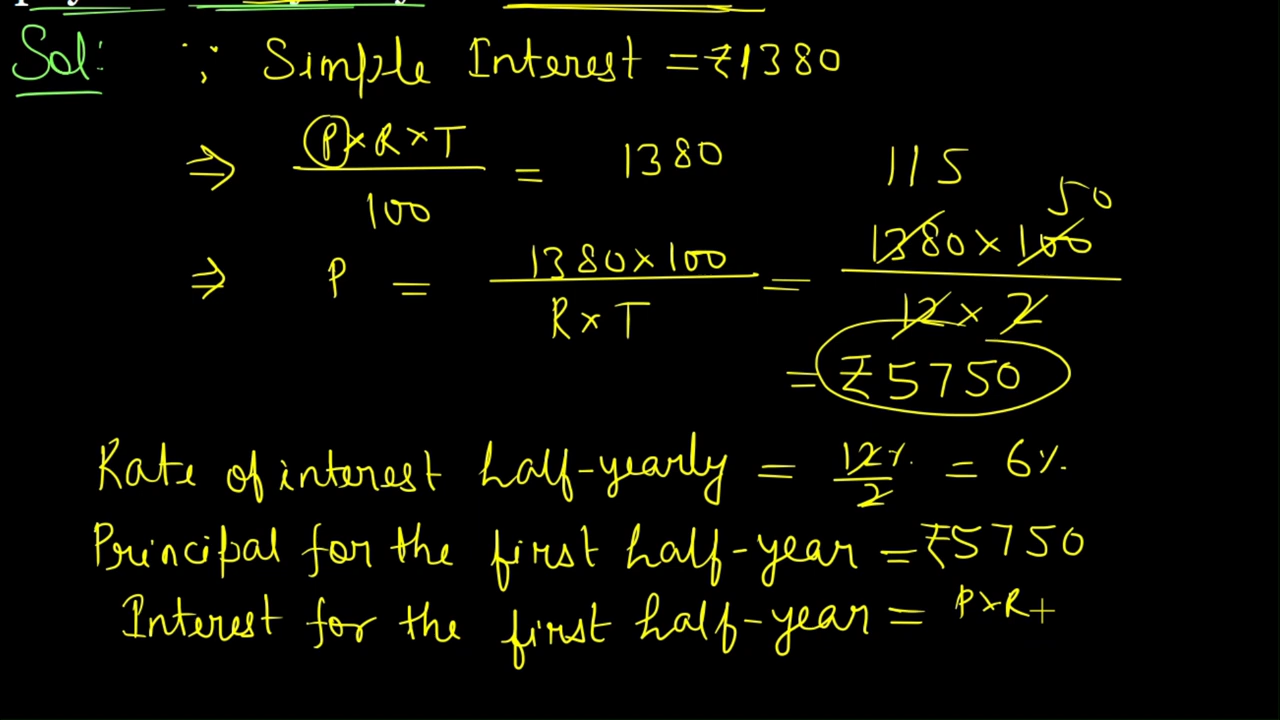 Sol: ∵ Simple Interest = ₹1380
⇒ P×R×T / 100 = 1380
115
50
⇒ P = 1380×100 / R×T = 1380×100 / 12×2
= ₹5750
Rate of interest half-yearly = 12% / 2 = 6%
Principal for the first half-year = ₹5750
Interest for the first half-year = P×R+